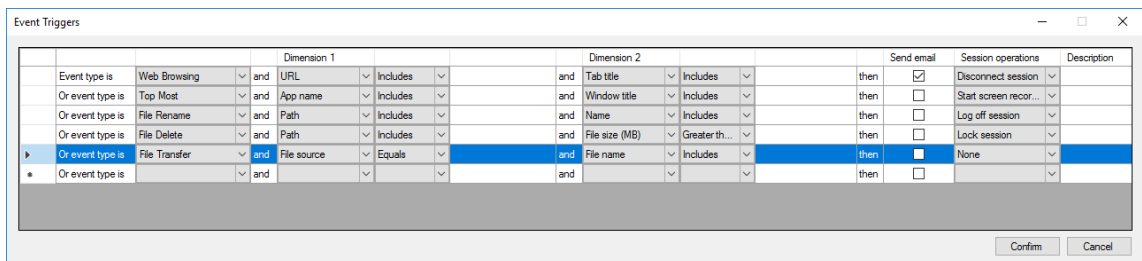 Event Triggers
Dimension 1 Dimension 2 Send email Session operations Description
Event type is Web Browsing and URL Includes and Tab title Includes then Disconnect session
Or event type is Top Most and App name Includes and Window title Includes then Start screen recor...
Or event type is File Rename and Path Includes and Name Includes then Log off session
Or event type is File Delete and Path Includes and File size (MB) Greater th... then Lock session
Or event type is File Transfer and File source Equals and File name Includes then None
Or event type is and and then
Confirm Cancel